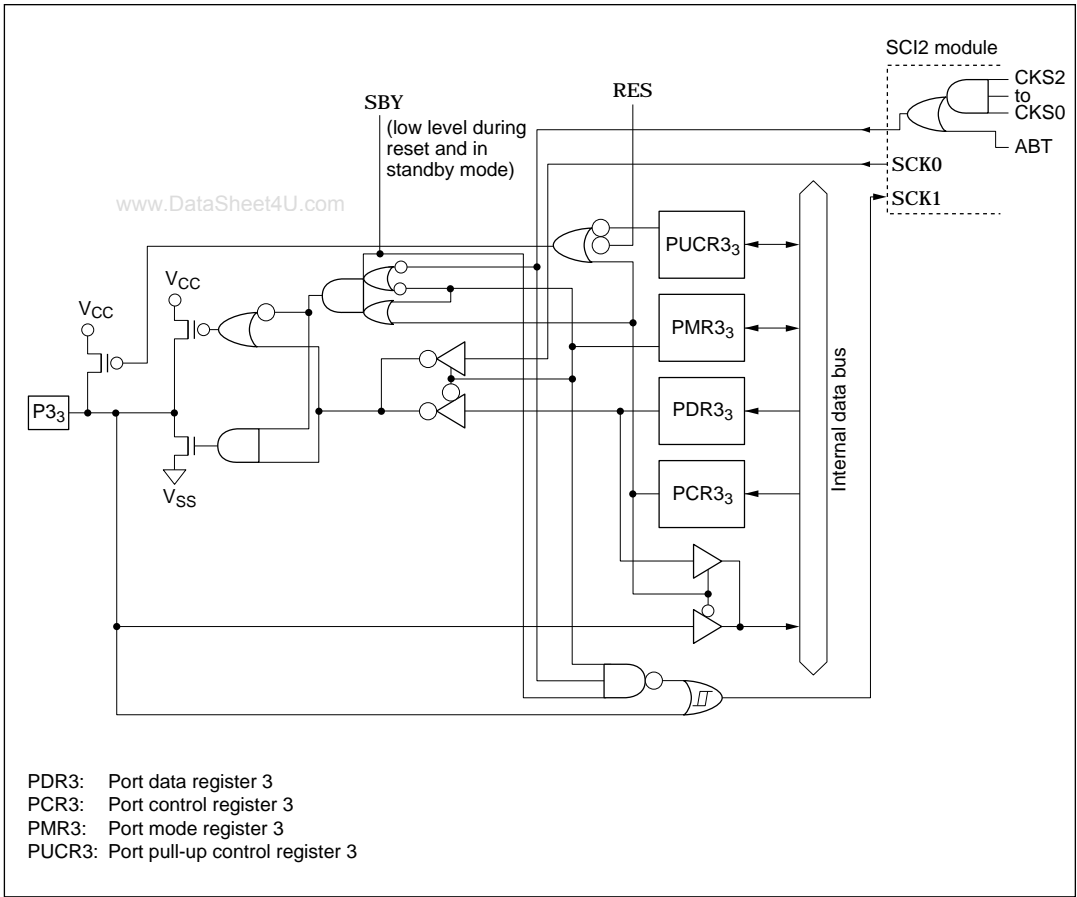 SCI2 module
CKS2
to
CKS0
ABT
SBY
(low level during
reset and in
standby mode)
RES
SCK0
SCK1
www.DataSheet4U.com
PUCR3₃
VCC
VCC
PMR3₃
P3₃
PDR3₃
Internal data bus
PCR3₃
VSS
PDR3: Port data register 3
PCR3: Port control register 3
PMR3: Port mode register 3
PUCR3: Port pull-up control register 3